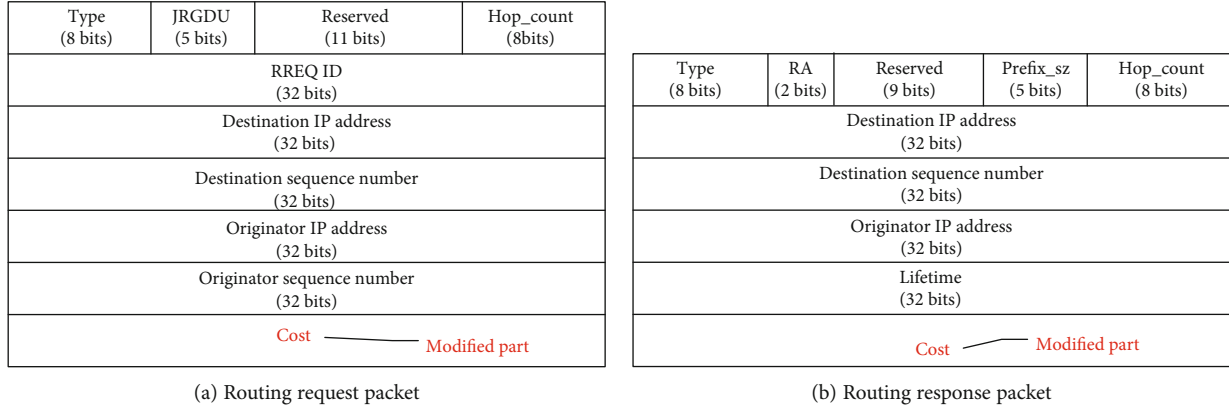 Type JRGDU Reserved Hop_count
(8 bits) (5 bits) (11 bits) (8bits)
RREQ ID
(32 bits)
Destination IP address
(32 bits)
Destination sequence number
(32 bits)
Originator IP address
(32 bits)
Originator sequence number
(32 bits)
Cost
Modified part
(a) Routing request packet
Type RA Reserved Prefix_sz Hop_count
(8 bits) (2 bits) (9 bits) (5 bits) (8 bits)
Destination IP address
(32 bits)
Destination sequence number
(32 bits)
Originator IP address
(32 bits)
Lifetime
(32 bits)
Cost
Modified part
(b) Routing response packet